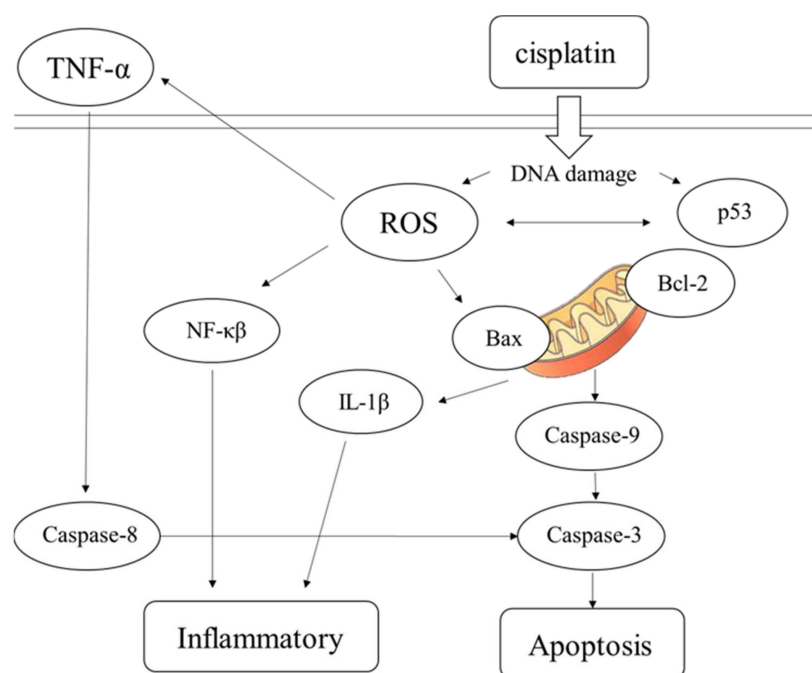 TNF-α
cisplatin
DNA damage
ROS
p53
Bcl-2
NF-κβ
Bax
IL-1β
Caspase-9
Caspase-8
Caspase-3
Inflammatory
Apoptosis